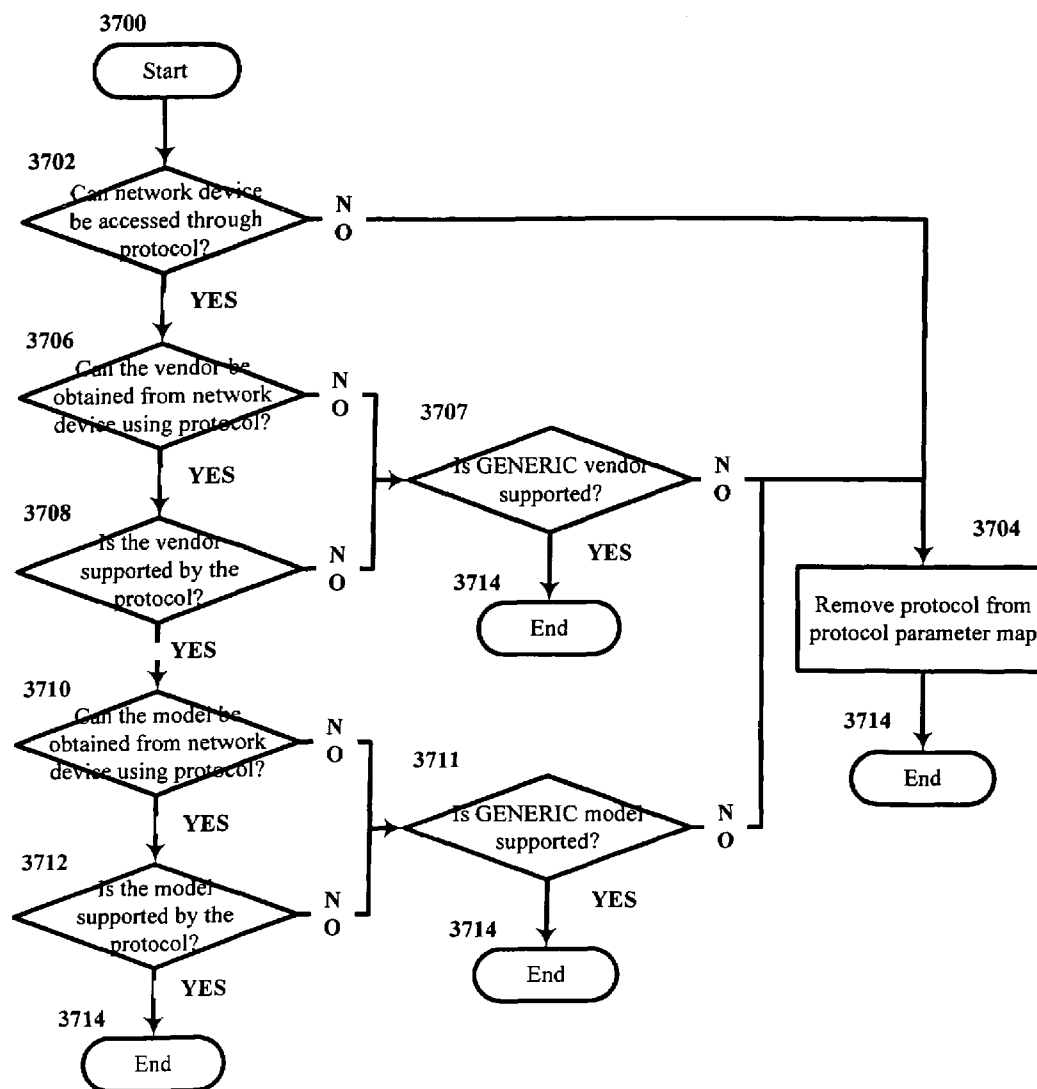 3700
Start
3702
Can network device
be accessed through
protocol?
N
O
YES
3706
Can the vendor be
obtained from network
device using protocol?
N
O
YES
3707
Is GENERIC vendor
supported?
N
O
YES
3708
Is the vendor
supported by the
protocol?
N
O
YES
3714
End
3704
Remove protocol from
protocol parameter map
3714
End
3710
Can the model be
obtained from network
device using protocol?
N
O
YES
3711
Is GENERIC model
supported?
N
O
YES
3712
Is the model
supported by the
protocol?
N
O
YES
3714
End
3714
End